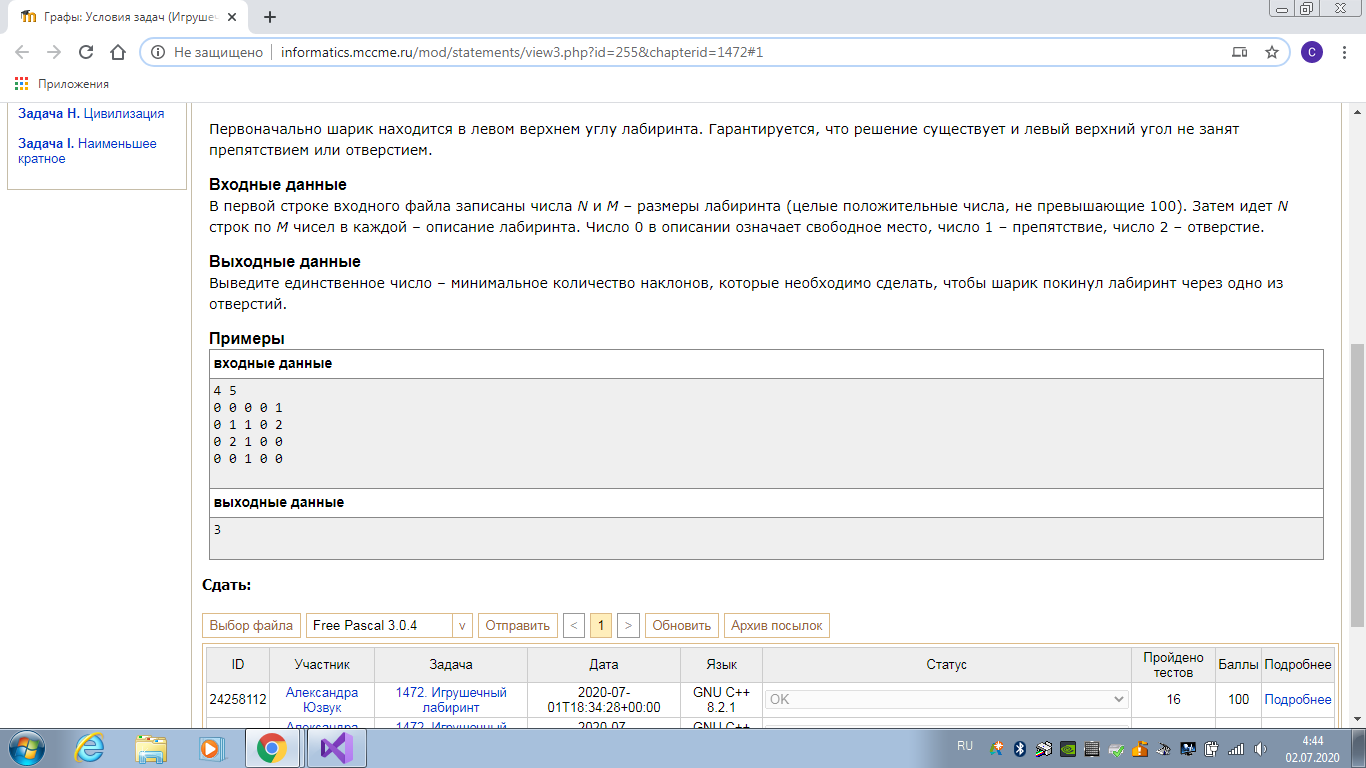 Графы: Условия задач (Игрушеч
Не защищено
informatics.mccme.ru/mod/statements/view3.php?id=255&chapterid=1472#1
C
Приложения
Задача H. Цивилизация
Задача I. Наименьшее
кратное
Первоначально шарик находится в левом верхнем углу лабиринта. Гарантируется, что решение существует и левый верхний угол не занят
препятствием или отверстием.
Входные данные
В первой строке входного файла записаны числа N и M – размеры лабиринта (целые положительные числа, не превышающие 100). Затем идет N
строк по M чисел в каждой – описание лабиринта. Число 0 в описании означает свободное место, число 1 – препятствие, число 2 – отверстие.
Выходные данные
Выведите единственное число – минимальное количество наклонов, которые необходимо сделать, чтобы шарик покинул лабиринт через одно из
отверстий.
Примеры
входные данные
4 5
0 0 0 0 1
0 1 1 0 2
0 2 1 0 0
0 0 1 0 0
выходные данные
3
Сдать:
Выбор файла Free Pascal 3.0.4 v Отправить < 1 > Обновить Архив посылок
ID Участник Задача Дата Язык Статус Пройдено тестов Баллы Подробнее
24258112 Александра Юзвук 1472. Игрушечный лабиринт 2020-07-01T18:34:28+00:00 GNU C++ 8.2.1 OK 16 100 Подробнее
Александра 1472. Игрушечный 2020-07- GNU C++
RU
4:44
02.07.2020